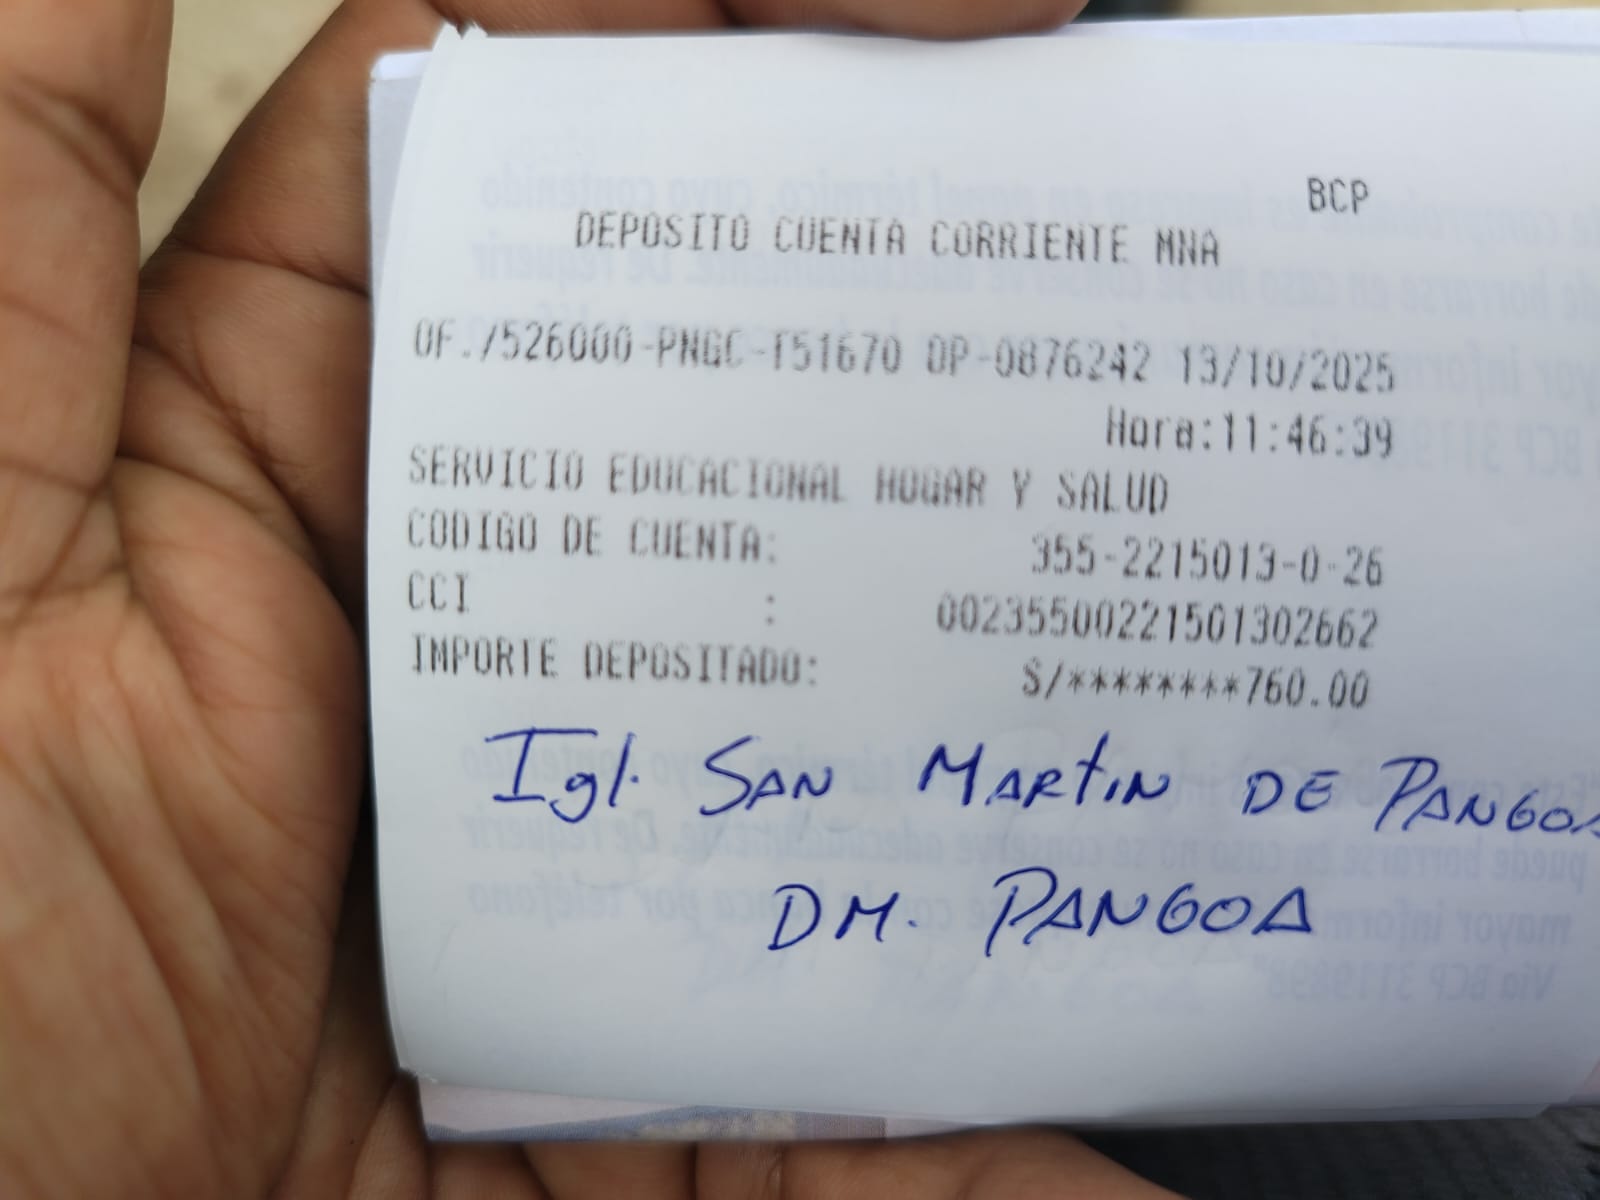 BCP
DEPOSITO CUENTA CORRIENTE MNA
OF./526000-PNGC-T51670 OP-0876242 13/10/2025
Hora:11:46:39
SERVICIO EDUCACIONAL HOGAR Y SALUD
CODIGO DE CUENTA: 355-2215013-0-26
CCI : 00235500221501302662
IMPORTE DEPOSITADO: S/********760.00
Igl. SAN MARTIN DE PANGOA
DM. PANGOA